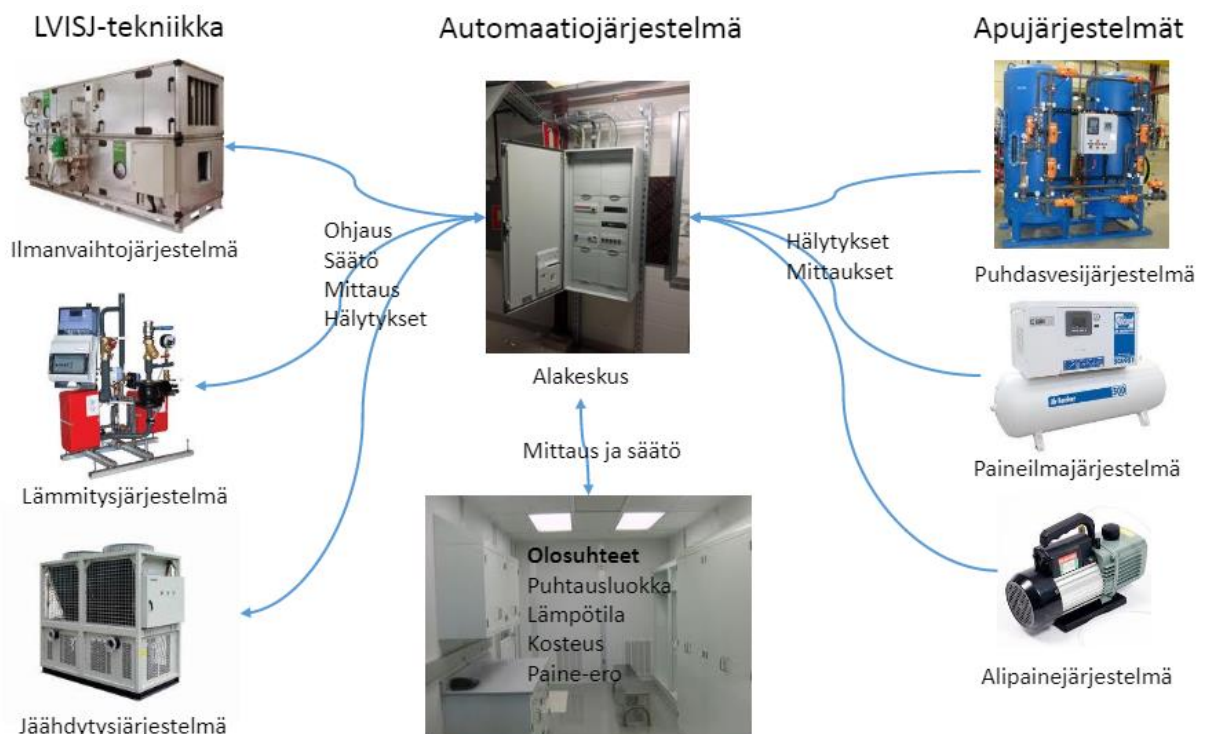 LVISJ-tekniikka
Automaatiojärjestelmä
Apujärjestelmät
Ilmanvaihtojärjestelmä
Ohjaus
Säätö
Mittaus
Hälytykset
Lämmitysjärjestelmä
Jäähdytysjärjestelmä
Alakeskus
Mittaus ja säätö
Olosuhteet
Puhtausluokka
Lämpötila
Kosteus
Paine-ero
Hälytykset
Mittaukset
Puhdasvesijärjestelmä
Paineilmajärjestelmä
Alipainejärjestelmä